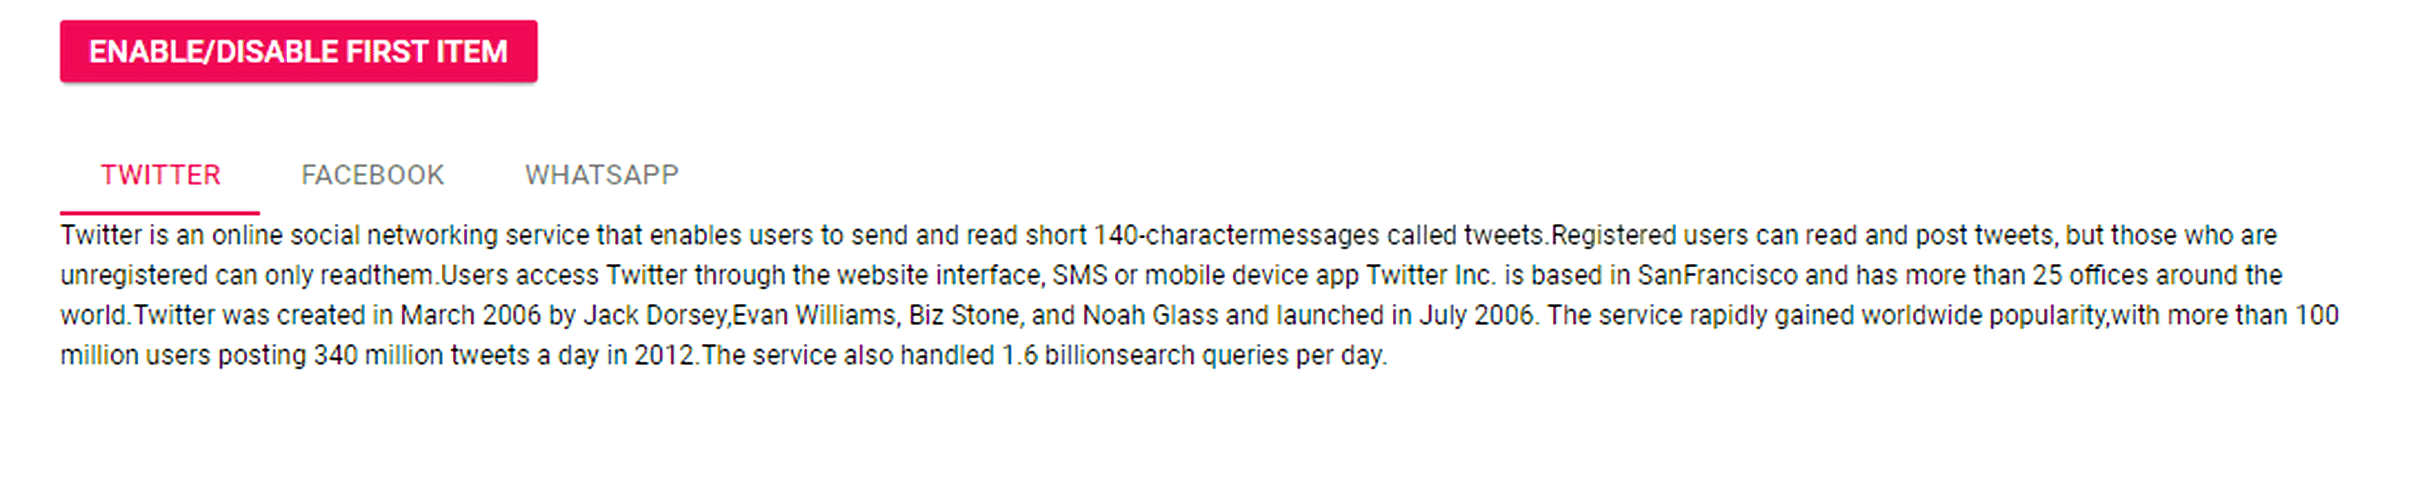 ENABLE/DISABLE FIRST ITEM
TWITTER FACEBOOK WHATSAPP
Twitter is an online social networking service that enables users to send and read short 140-charactermessages called tweets.Registered users can read and post tweets, but those who are
unregistered can only readthem.Users access Twitter through the website interface, SMS or mobile device app Twitter Inc. is based in SanFrancisco and has more than 25 offices around the
world.Twitter was created in March 2006 by Jack Dorsey,Evan Williams, Biz Stone, and Noah Glass and launched in July 2006. The service rapidly gained worldwide popularity,with more than 100
million users posting 340 million tweets a day in 2012.The service also handled 1.6 billionsearch queries per day.